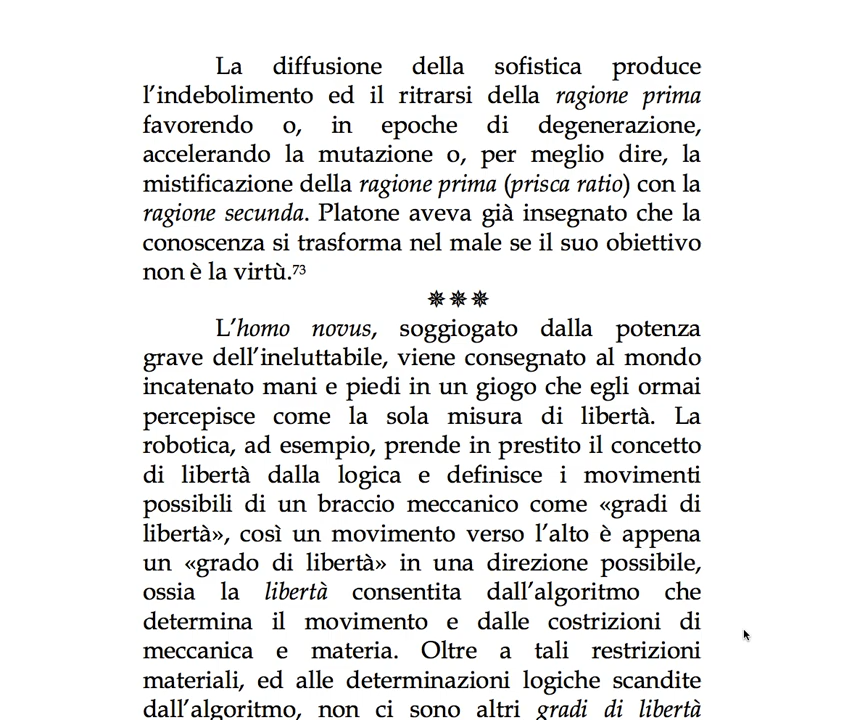 La diffusione della sofistica produce
l'indebolimento ed il ritrarsi della ragione prima
favorendo o, in epoche di degenerazione,
accelerando la mutazione o, per meglio dire, la
mistificazione della ragione prima (prisca ratio) con la
ragione secunda. Platone aveva già insegnato che la
conoscenza si trasforma nel male se il suo obiettivo
non è la virtù.73
✵✵✵
L'homo novus, soggiogato dalla potenza
grave dell'ineluttabile, viene consegnato al mondo
incatenato mani e piedi in un giogo che egli ormai
percepisce come la sola misura di libertà. La
robotica, ad esempio, prende in prestito il concetto
di libertà dalla logica e definisce i movimenti
possibili di un braccio meccanico come «gradi di
libertà», così un movimento verso l'alto è appena
un «grado di libertà» in una direzione possibile,
ossia la libertà consentita dall'algoritmo che
determina il movimento e dalle costrizioni di
meccanica e materia. Oltre a tali restrizioni
materiali, ed alle determinazioni logiche scandite
dall'algoritmo, non ci sono altri gradi di libertà